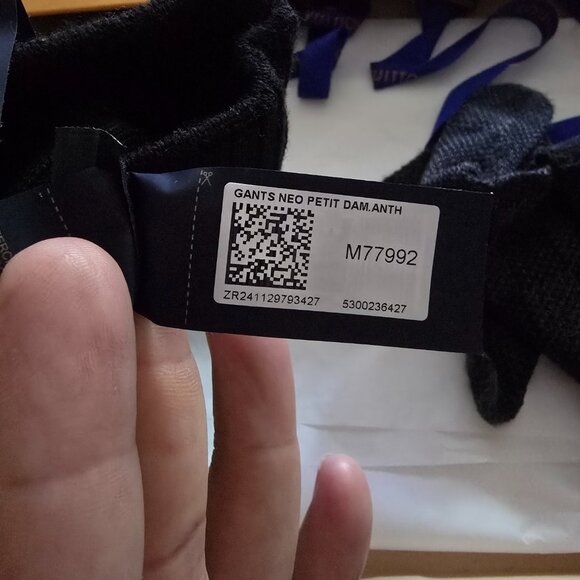 GANTS NEO PETIT DAM.ANTH
M77992
ZR241129793427
5300236427